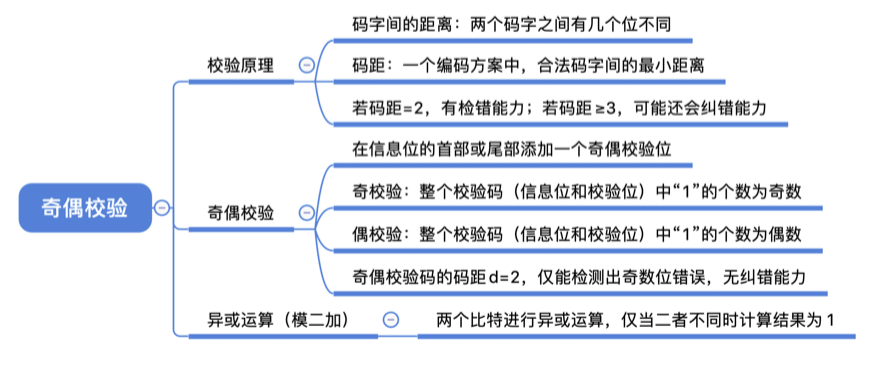 奇偶校验
校验原理
码字间的距离：两个码字之间有几个位不同
码距：一个编码方案中，合法码字间的最小距离
若码距=2，有检错能力；若码距≥3，可能还会纠错能力
奇偶校验
在信息位的首部或尾部添加一个奇偶校验位
奇校验：整个校验码（信息位和校验位）中“1”的个数为奇数
偶校验：整个校验码（信息位和校验位）中“1”的个数为偶数
奇偶校验码的码距d=2，仅能检测出奇数位错误，无纠错能力
异或运算（模二加）
两个比特进行异或运算，仅当二者不同时计算结果为1